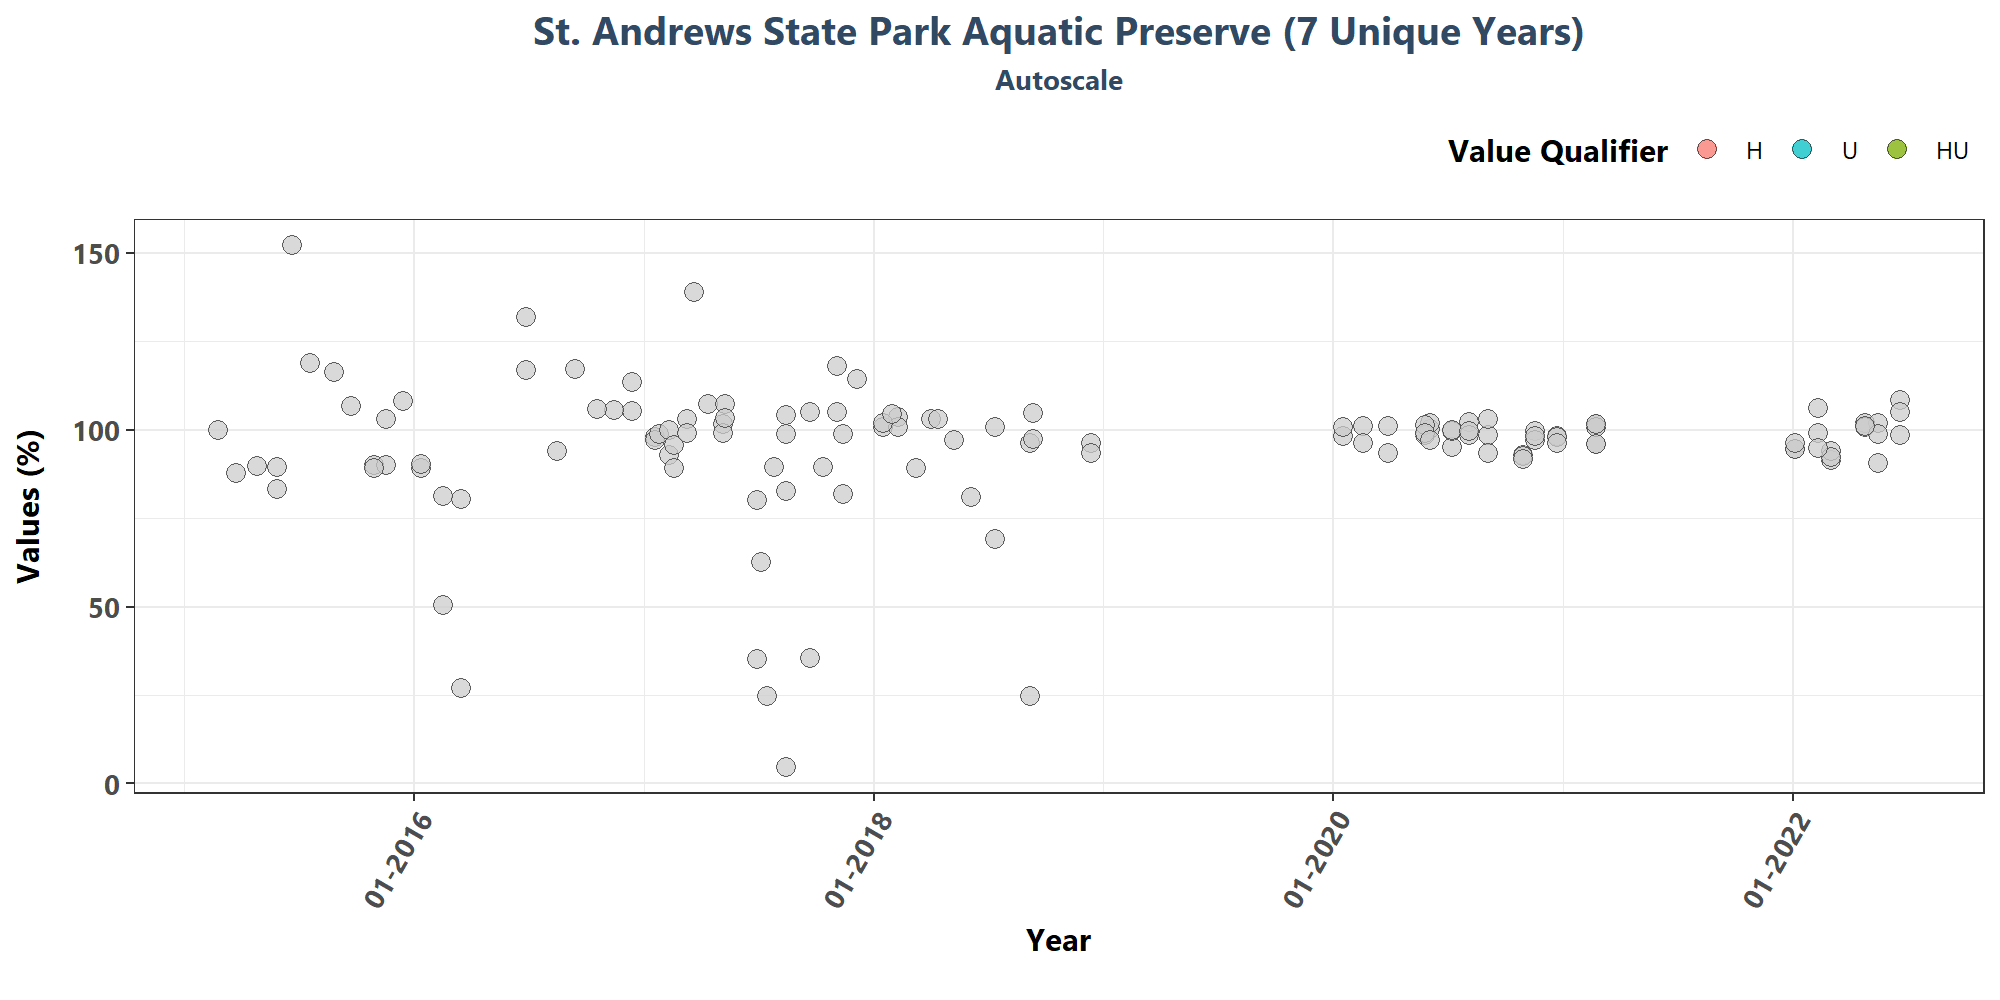 St. Andrews State Park Aquatic Preserve (7 Unique Years)
Autoscale
Value Qualifier H U HU
150
100
50
0
Values (%)
01-2016 01-2018 01-2020 01-2022
Year